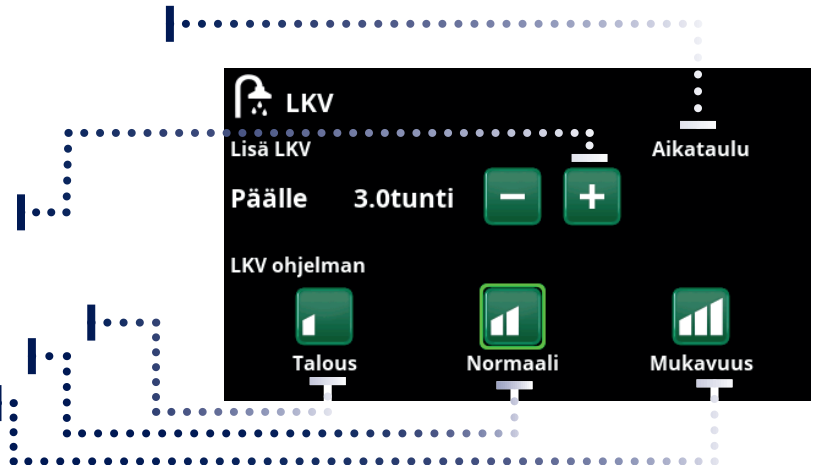 LKV
Lisä LKV
Aikataulu
Päälle 3.0tunti − +
LKV ohjelman
Talous Normaali Mukavuus